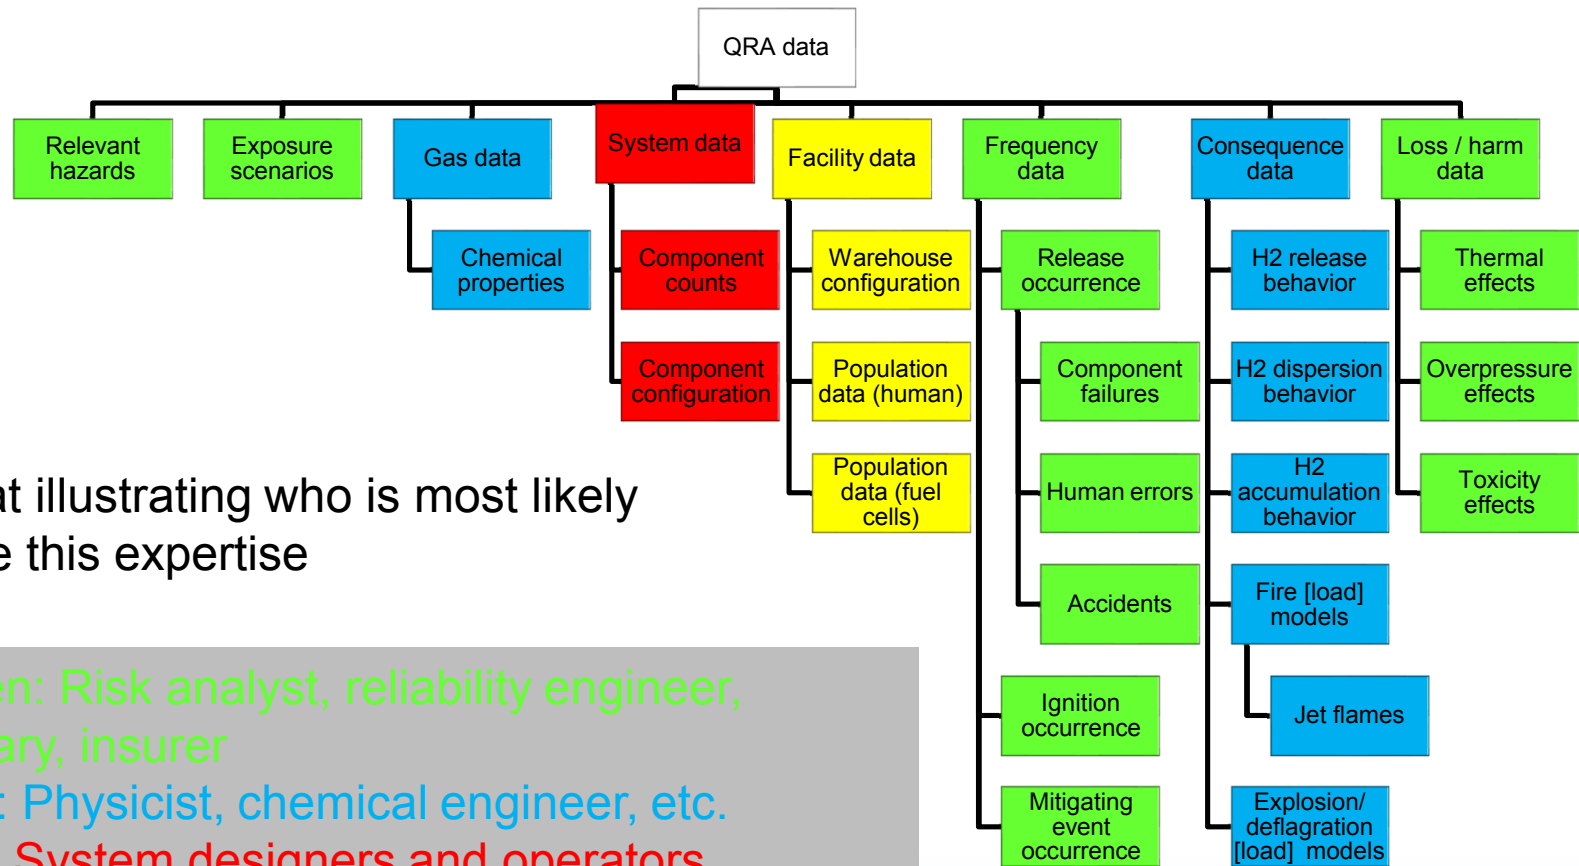 QRA data
Relevant
hazards
Exposure
scenarios
Gas data
System data
Facility data
Frequency
data
Consequence
data
Loss / harm
data
Chemical
properties
Component
counts
Component
configuration
Warehouse
configuration
Population
data (human)
Population
data (fuel
cells)
Release
occurrence
Component
failures
Human errors
Accidents
Ignition
occurrence
Mitigating
event
occurrence
H2 release
behavior
H2 dispersion
behavior
H2
accumulation
behavior
Fire [load]
models
Jet flames
Explosion/
deflagration
[load] models
Thermal
effects
Overpressure
effects
Toxicity
effects
at illustrating who is most likely
e this expertise
en: Risk analyst, reliability engineer,
ary, insurer
: Physicist, chemical engineer, etc.
System designers and operators